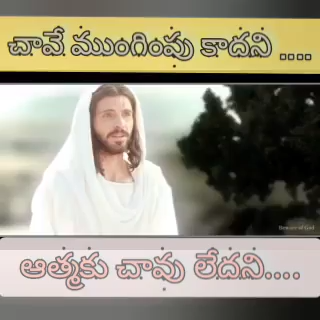 చావే ముంగింపు కాదని ....
ఆత్మకు చావు లేదని....